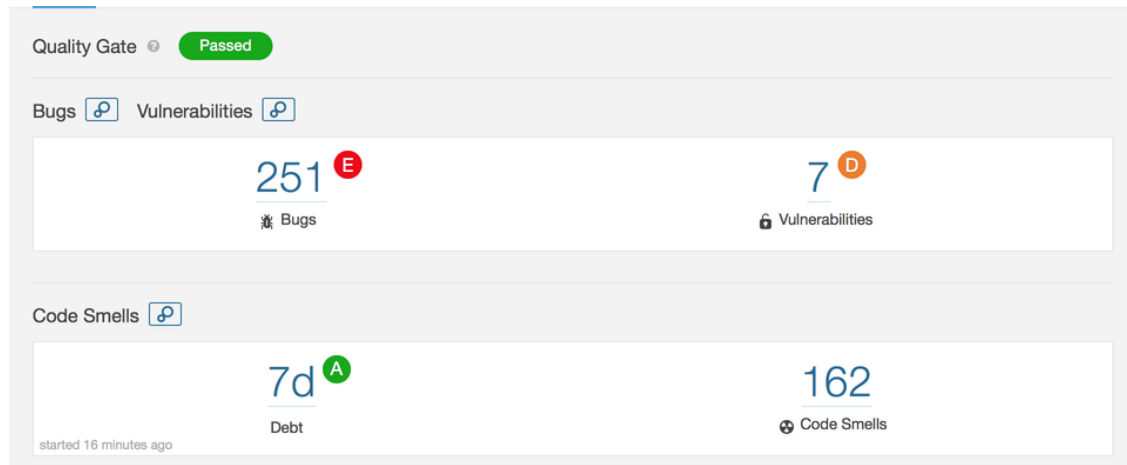 Quality Gate ? Passed
Bugs Vulnerabilities
251 E 7 D
Bugs Vulnerabilities
Code Smells
7d A 162
Debt Code Smells
started 16 minutes ago